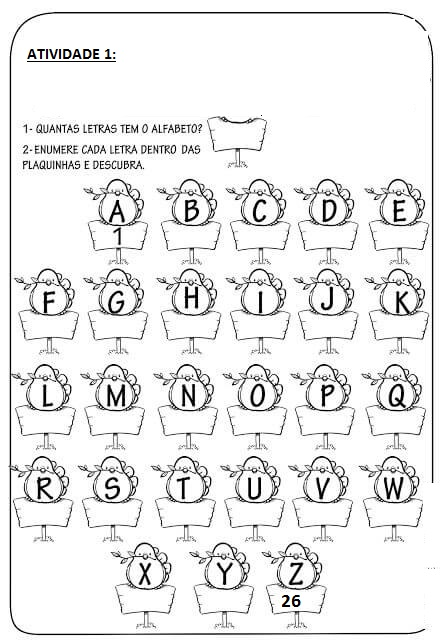 ATIVIDADE 1:
1- QUANTAS LETRAS TEM O ALFABETO?
2- ENUMERE CADA LETRA DENTRO DAS
PLAQUINHAS E DESCUBRA.
A B C D E
1
F G H I J K
L M N O P Q
R S T U V W
X Y Z
26